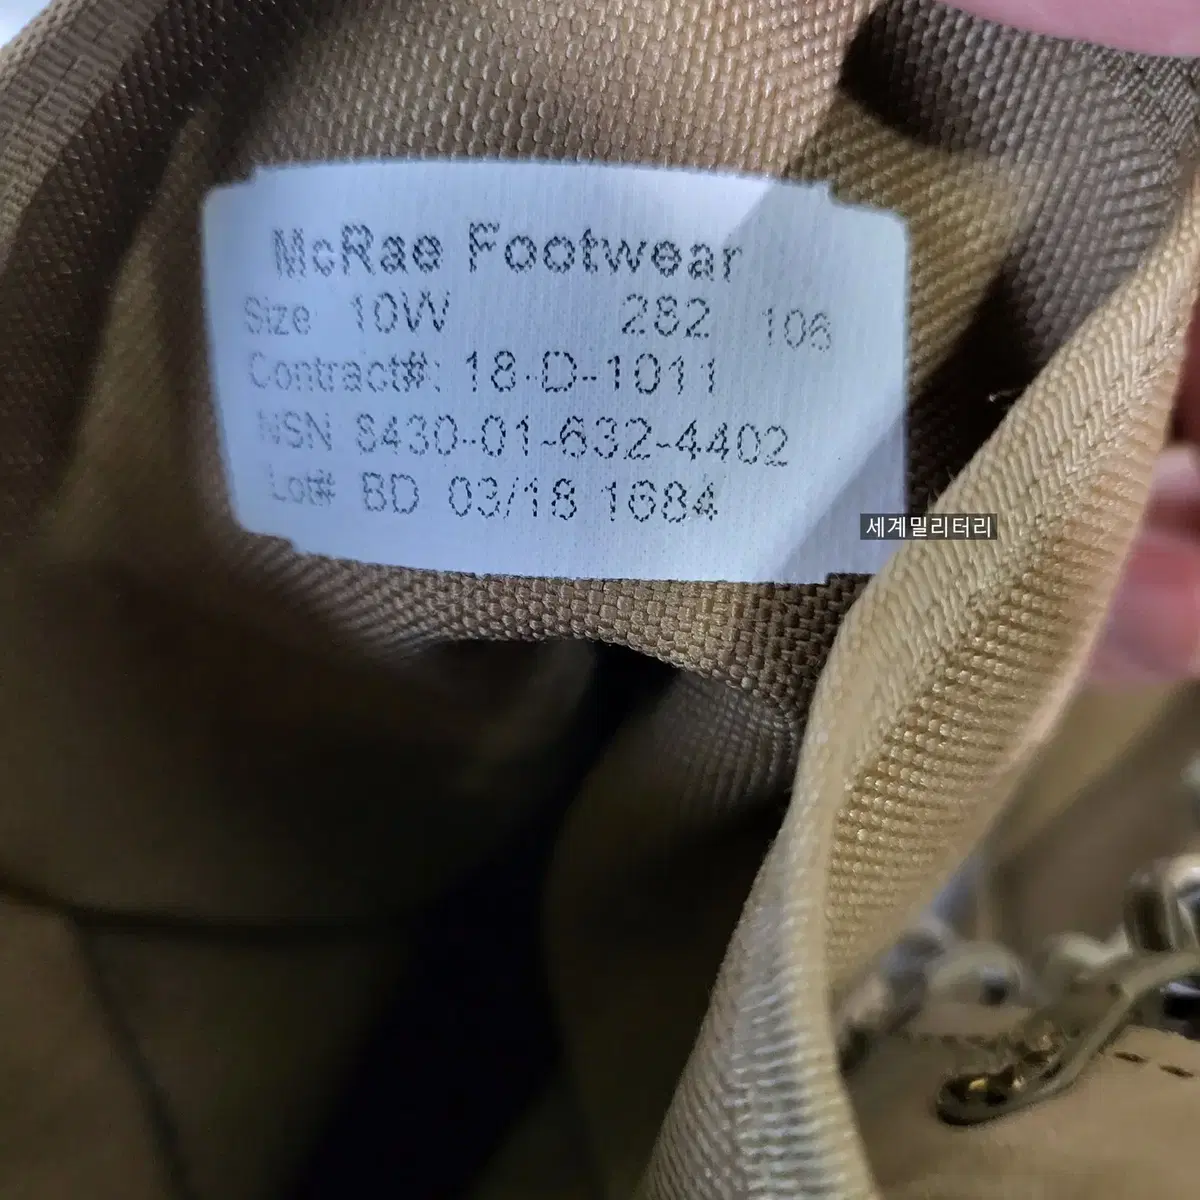 McRae Footwear
Size 10W 282 106
Contract#: 18-D-1011
NSN 8430-01-632-4402
Lot# BD 03/18 1684
세계밀리터리